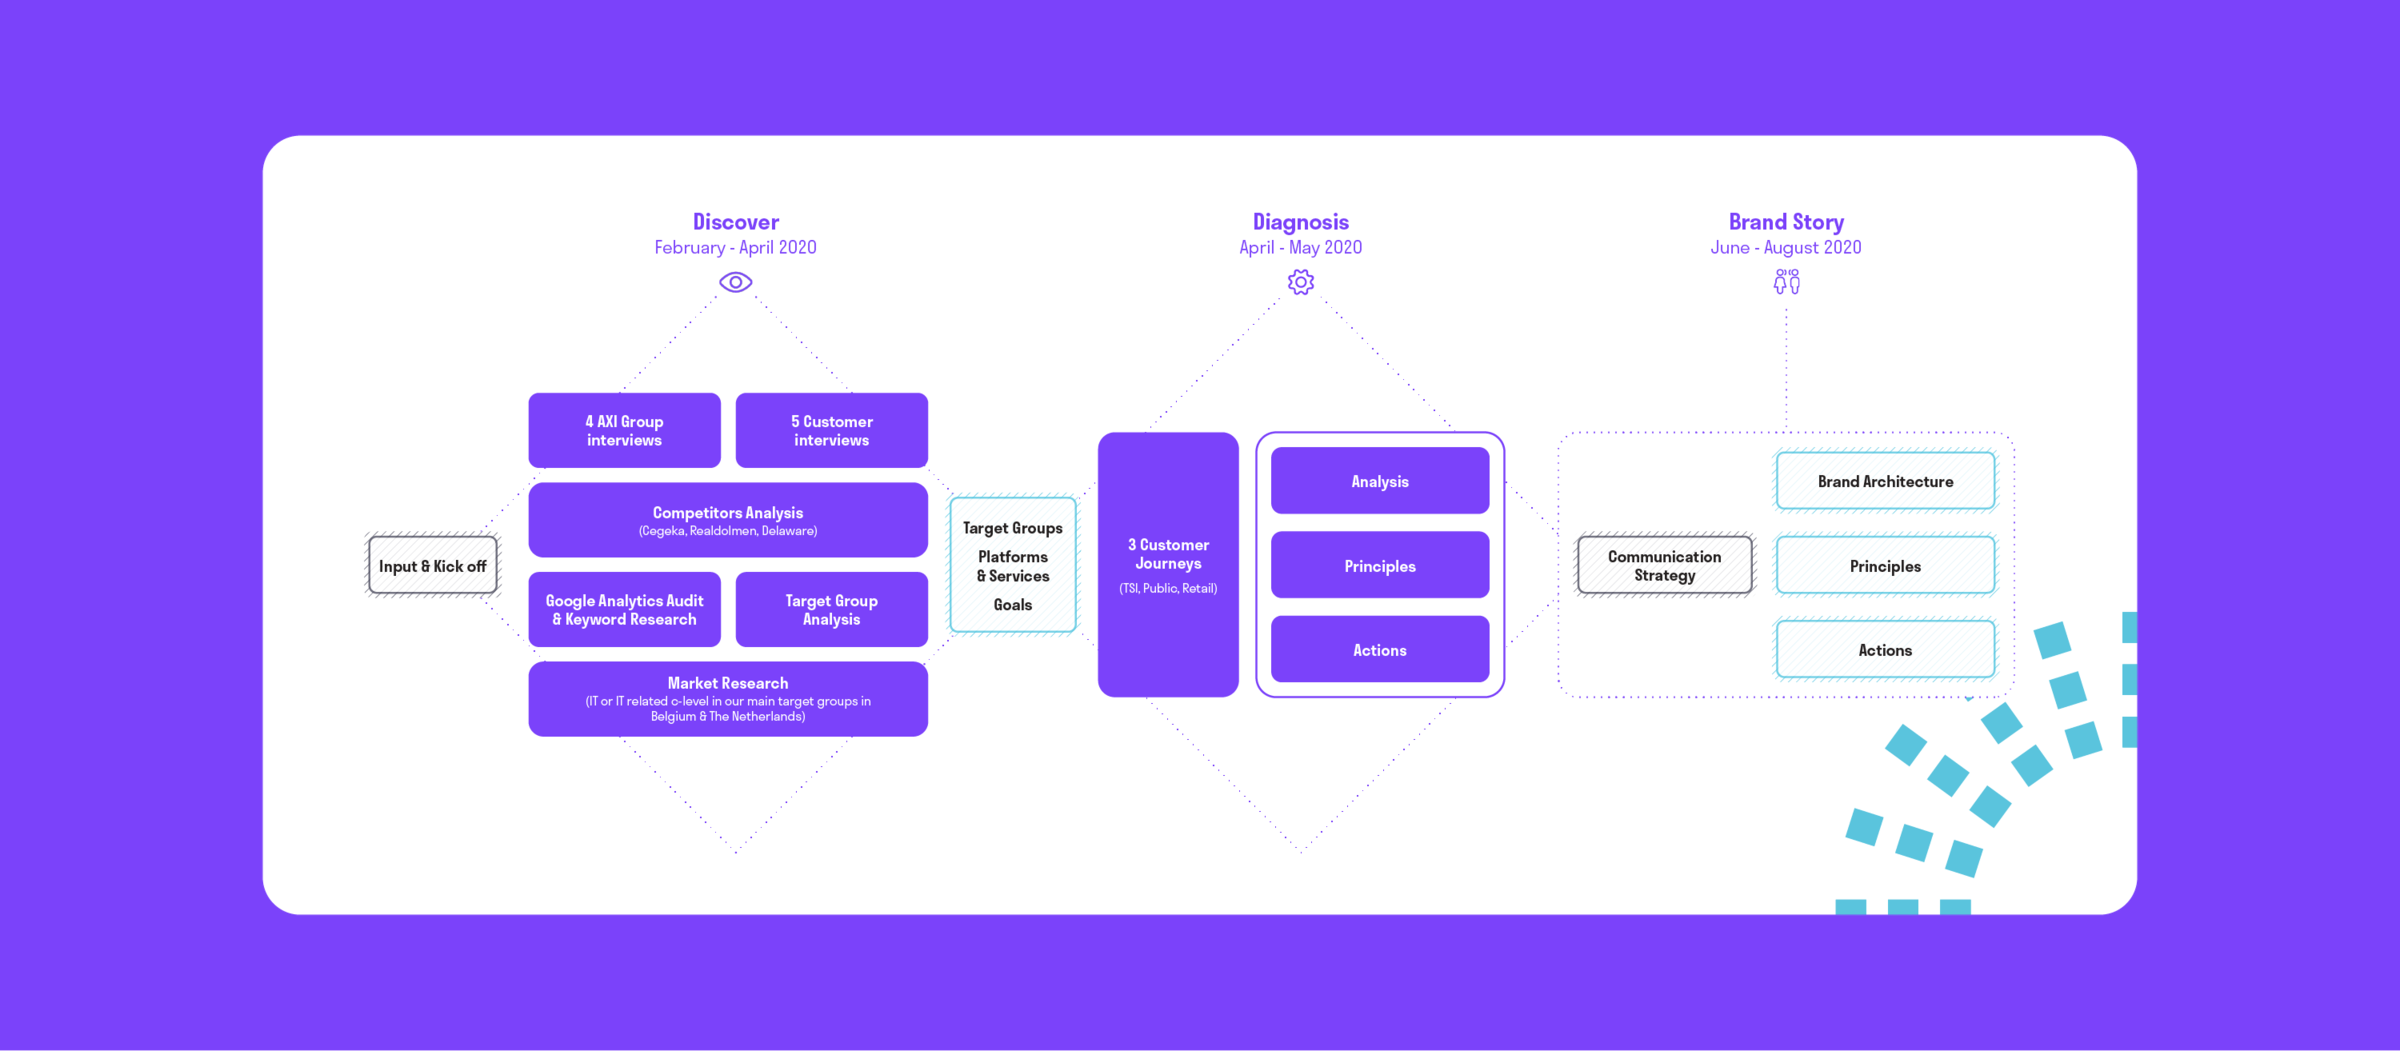 Discover
February - April 2020
Diagnosis
April - May 2020
Brand Story
June - August 2020
Input & Kick off
4 AXI Group
interviews
5 Customer
interviews
Competitors Analysis
(Cegeka, Realdolmen, Delaware)
Google Analytics Audit
& Keyword Research
Target Group
Analysis
Market Research
(IT or IT related c-level in our main target groups in
Belgium & The Netherlands)
Target Groups
Platforms
& Services
Goals
3 Customer
Journeys
(TSI, Public, Retail)
Analysis
Principles
Actions
Communication
Strategy
Brand Architecture
Principles
Actions